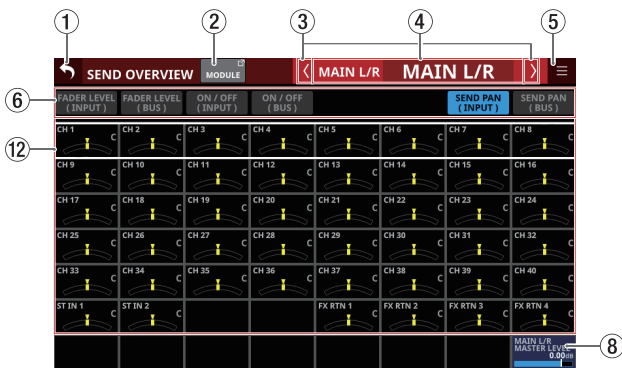 ① ② ③ ④ ⑤
SEND OVERVIEW MODULE MAIN L/R MAIN L/R
⑥
FADER LEVEL (INPUT) FADER LEVEL (BUS) ON / OFF (INPUT) ON / OFF (BUS) SEND PAN (INPUT) SEND PAN (BUS)
⑫
CH 1 C CH 2 C CH 3 C CH 4 C CH 5 C CH 6 C CH 7 C CH 8 C
CH 9 C CH 10 C CH 11 C CH 12 C CH 13 C CH 14 C CH 15 C CH 16 C
CH 17 C CH 18 C CH 19 C CH 20 C CH 21 C CH 22 C CH 23 C CH 24 C
CH 25 C CH 26 C CH 27 C CH 28 C CH 29 C CH 30 C CH 31 C CH 32 C
CH 33 C CH 34 C CH 35 C CH 36 C CH 37 C CH 38 C CH 39 C CH 40 C
ST IN 1 C ST IN 2 C FX RTN 1 C FX RTN 2 C FX RTN 3 C FX RTN 4 C
MAIN L/R
MASTER LEVEL
0.00dB
⑧